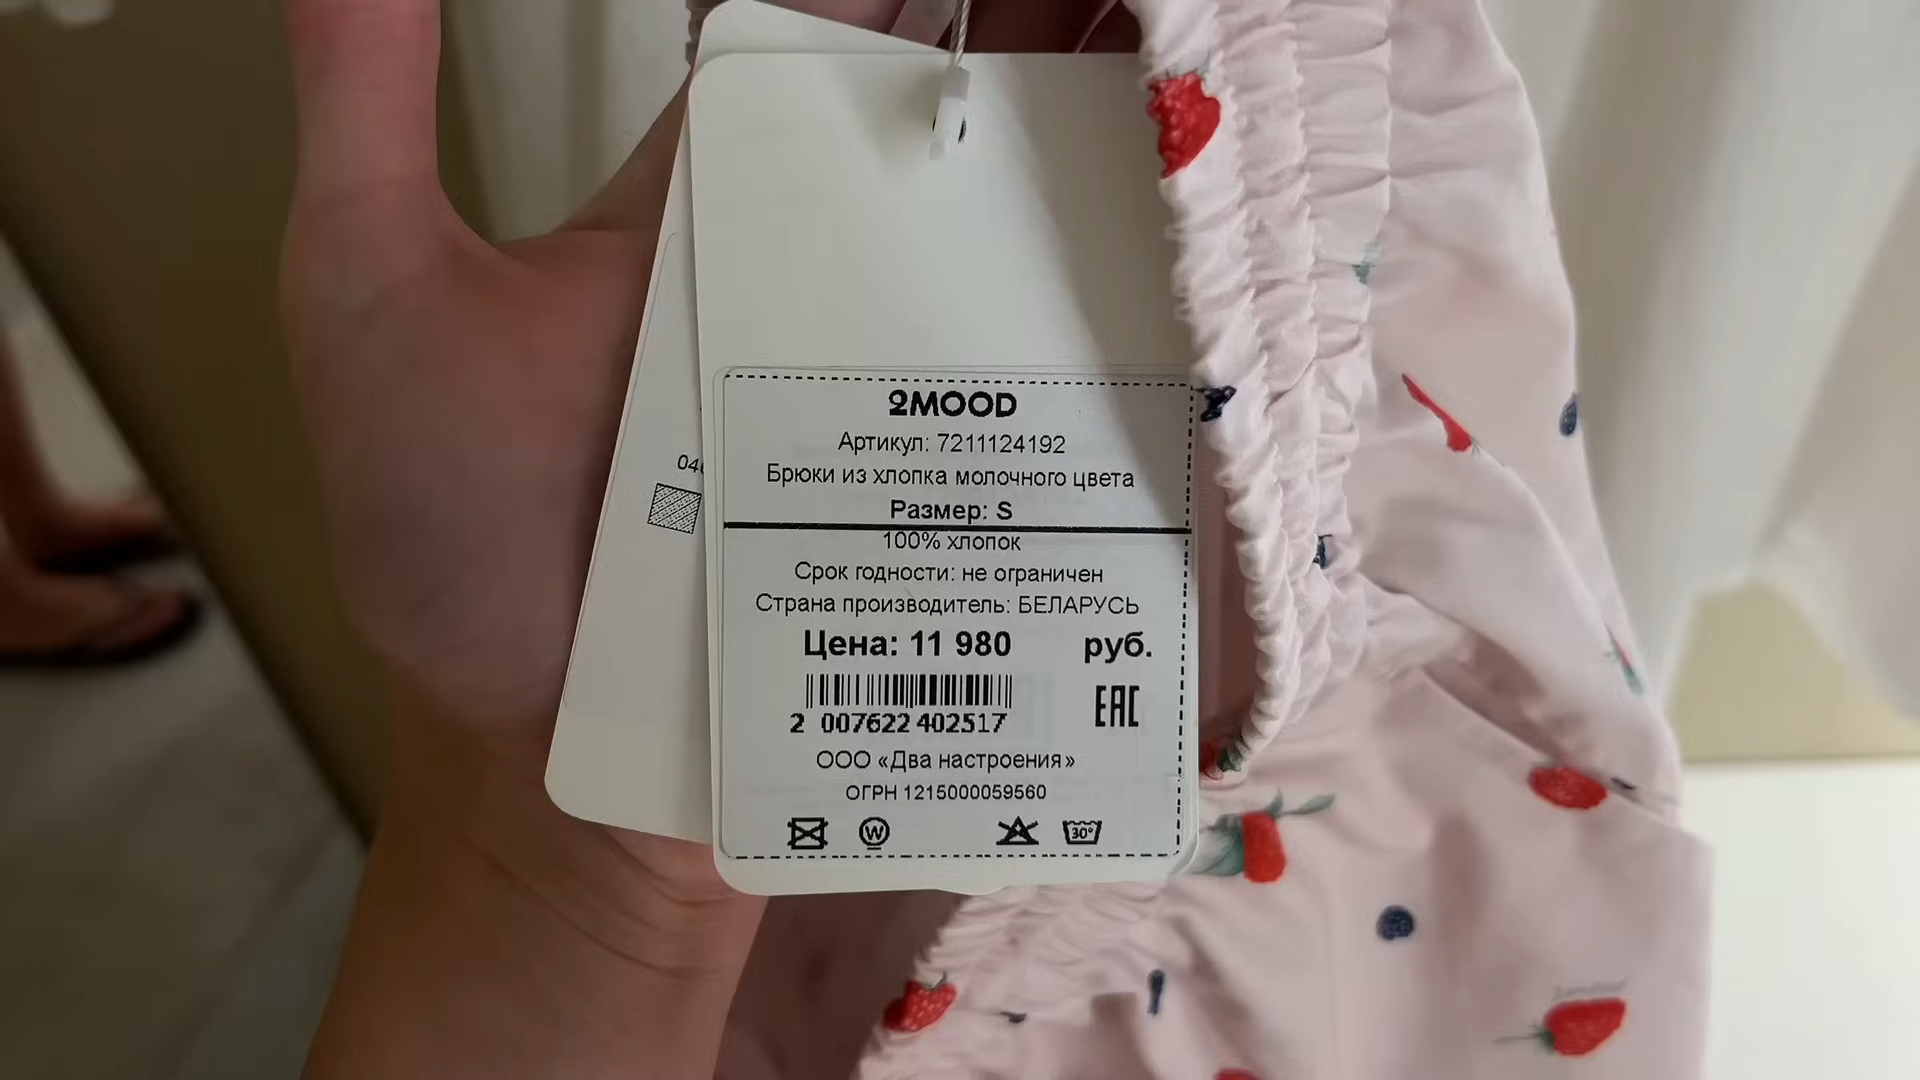 2MOOD
Артикул: 7211124192
Брюки из хлопка молочного цвета
Размер: S
100% хлопок
Срок годности: не ограничен
Страна производитель: БЕЛАРУСЬ
Цена: 11 980 руб.
2 007622 402517
EAC
ООО «Два настроения»
ОГРН 1215000059560
W
30°